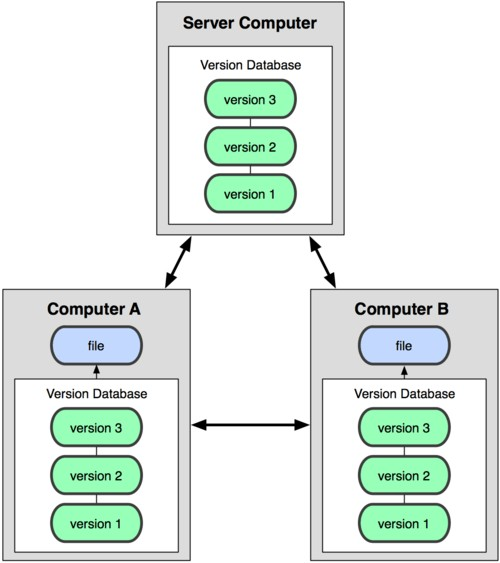 Server Computer
Version Database
version 3
version 2
version 1
Computer A
file
Version Database
version 3
version 2
version 1
Computer B
file
Version Database
version 3
version 2
version 1